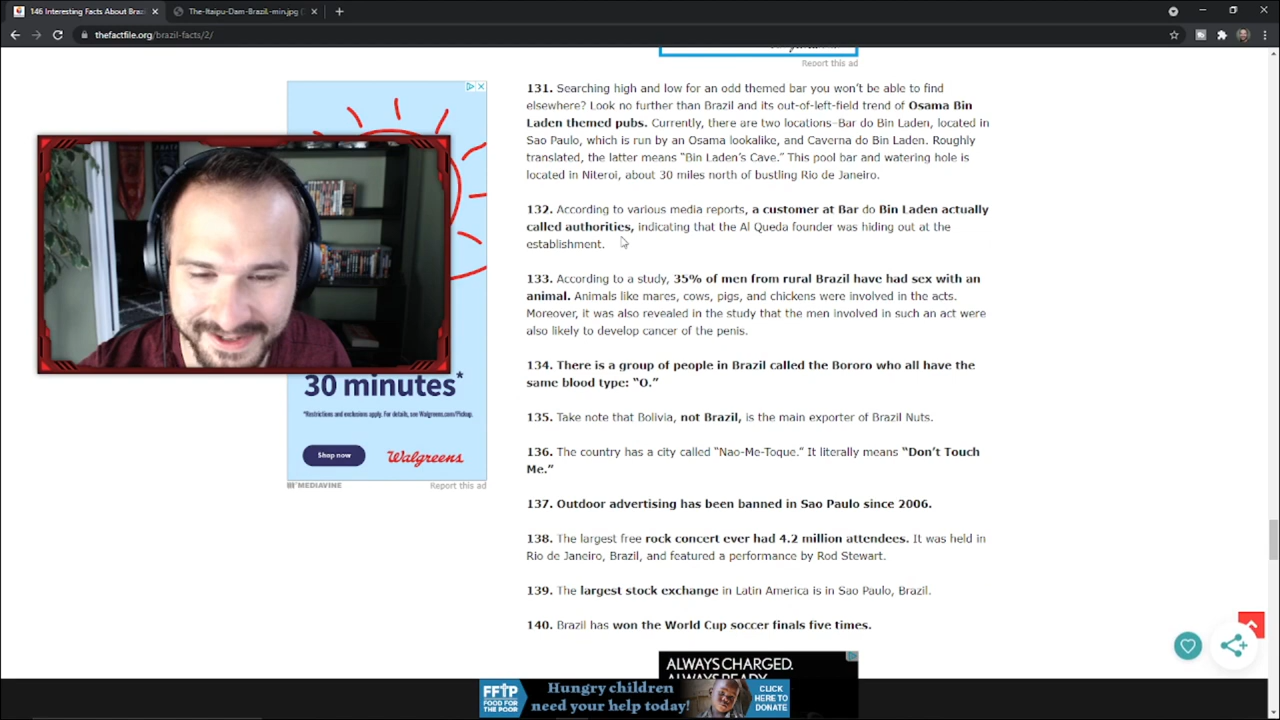 146 Interesting Facts About Braz
The-Itaipu-Dam-Brazil-min.jpg (
thefactfile.org/brazil-facts/2/
Report this ad
131. Searching high and low for an odd themed bar you won't be able to find
elsewhere? Look no further than Brazil and its out-of-left-field trend of Osama Bin
Laden themed pubs. Currently, there are two locations–Bar do Bin Laden, located in
Sao Paulo, which is run by an Osama lookalike, and Caverna do Bin Laden. Roughly
translated, the latter means "Bin Laden's Cave." This pool bar and watering hole is
located in Niteroi, about 30 miles north of bustling Rio de Janeiro.
132. According to various media reports, a customer at Bar do Bin Laden actually
called authorities, indicating that the Al Queda founder was hiding out at the
establishment.
133. According to a study, 35% of men from rural Brazil have had sex with an
animal. Animals like mares, cows, pigs, and chickens were involved in the acts.
Moreover, it was also revealed in the study that the men involved in such an act were
also likely to develop cancer of the penis.
134. There is a group of people in Brazil called the Bororo who all have the
same blood type: "O."
135. Take note that Bolivia, not Brazil, is the main exporter of Brazil Nuts.
136. The country has a city called "Nao-Me-Toque." It literally means "Don't Touch
Me."
137. Outdoor advertising has been banned in Sao Paulo since 2006.
138. The largest free rock concert ever had 4.2 million attendees. It was held in
Rio de Janeiro, Brazil, and featured a performance by Rod Stewart.
139. The largest stock exchange in Latin America is in Sao Paulo, Brazil.
140. Brazil has won the World Cup soccer finals five times.
30 minutes*
*Restrictions and exclusions apply. For details, see Walgreens.com/Pickup.
Shop now
Walgreens
MEDIAVINE
Report this ad
ALWAYS CHARGED.
ALWAYS READY.
FFTP
FOOD FOR
THE POOR
Hungry children
need your help today!
CLICK
HERE TO
DONATE